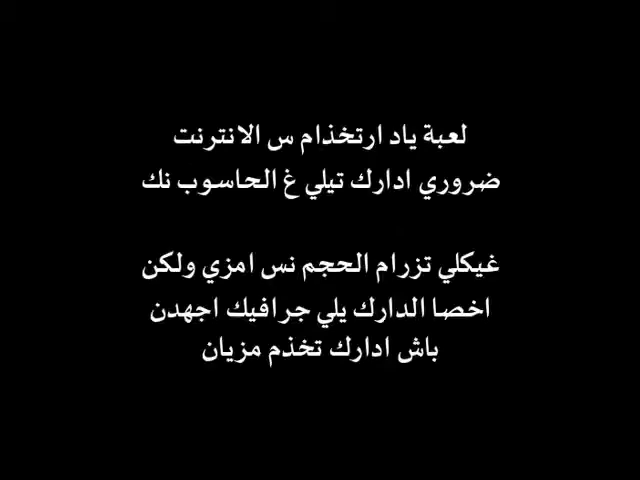 لعبة ياد ارتخذام س الانترنت
ضروري ادارك تيلي غ الحاسوب نك
غيكلي تزرام الحجم نس امزي ولكن
اخصا الدارك يلي جرافيك اجهدن
باش ادارك تخذم مزيان